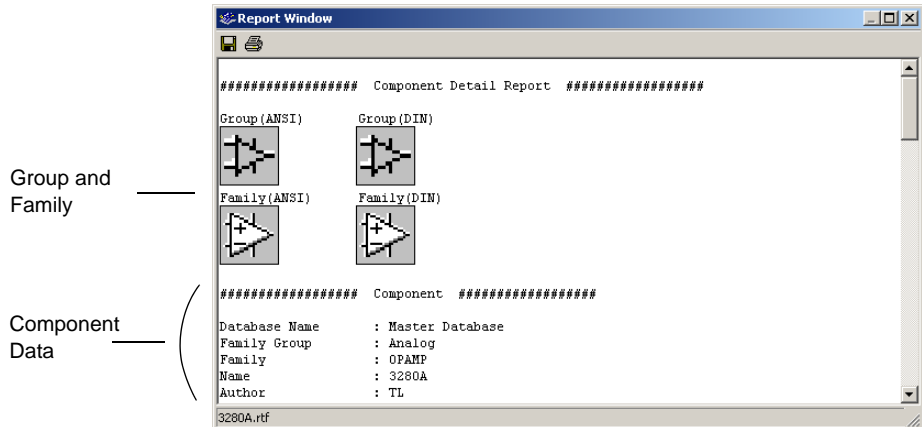 Report Window
################## Component Detail Report ##################
Group(ANSI) Group(DIN)
Group and
Family
Family(ANSI) Family(DIN)
################## Component ##################
Component
Data
Database Name : Master Database
Family Group : Analog
Family : OPAMP
Name : 3280A
Author : TL
3280A.rtf